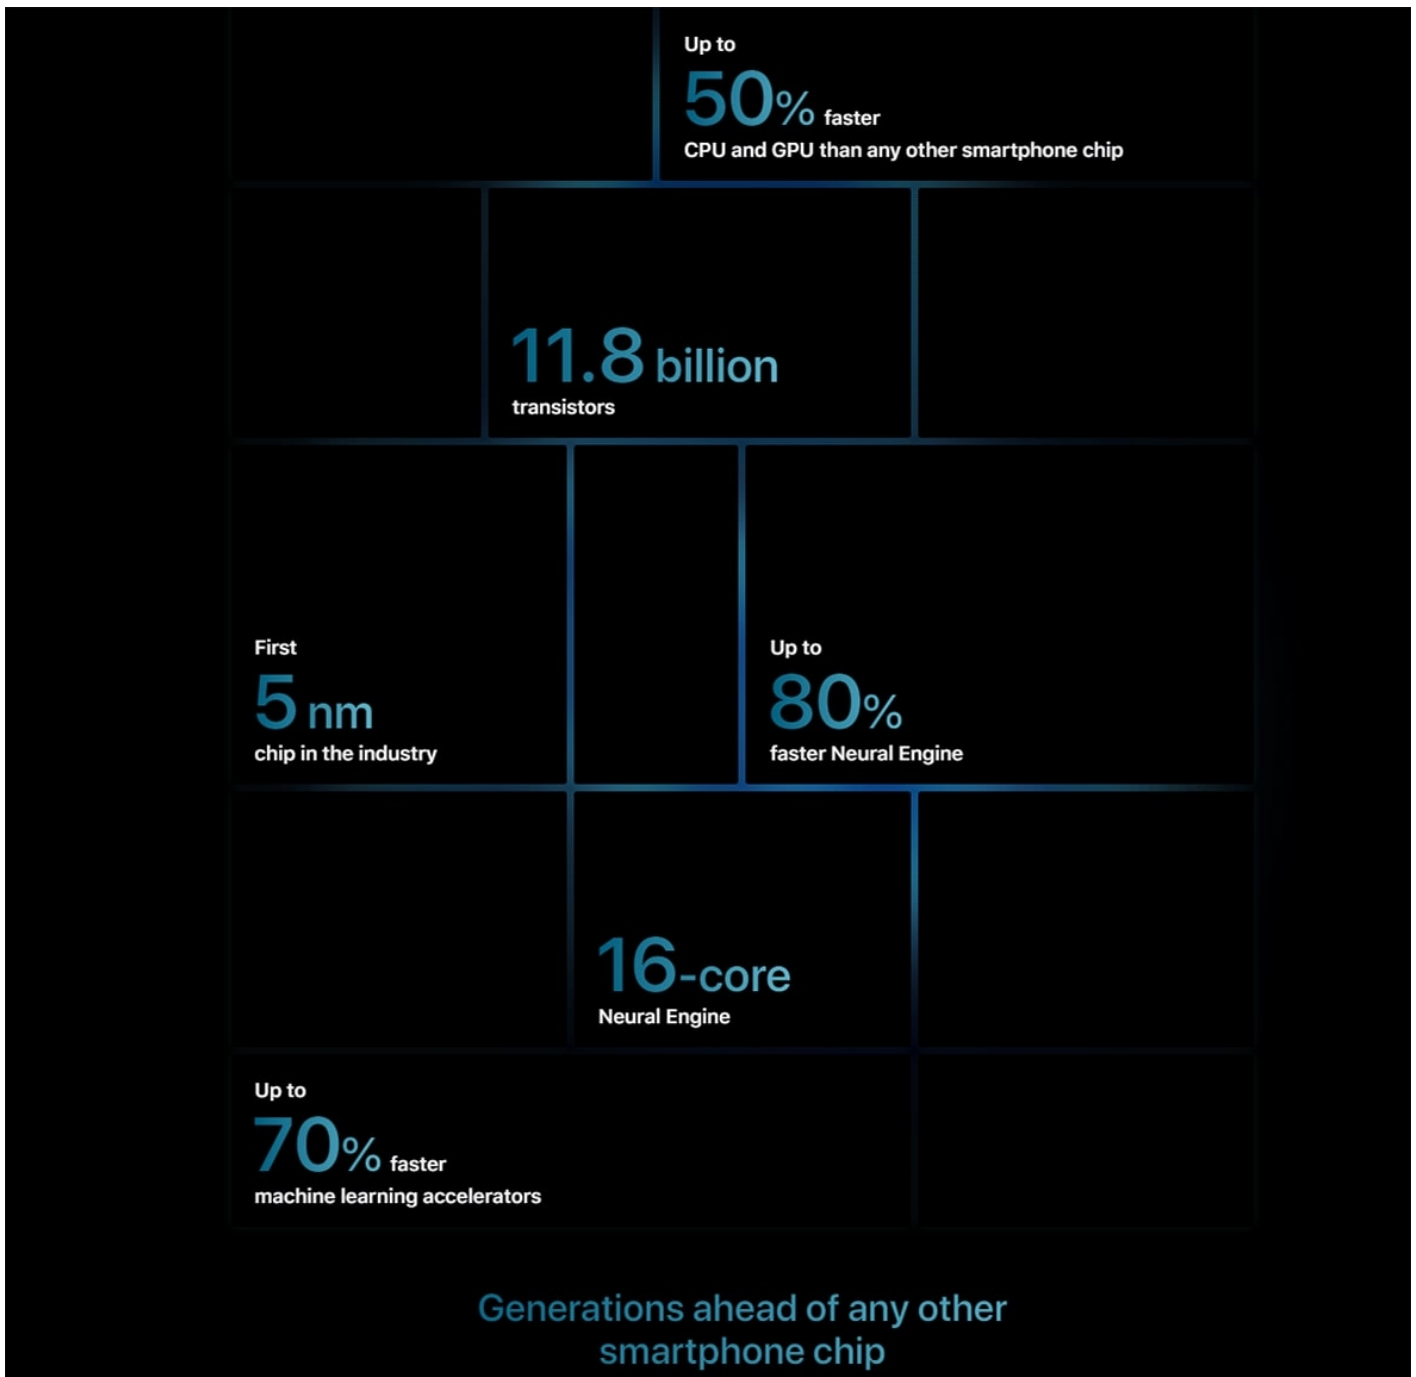 Up to
50% faster
CPU and GPU than any other smartphone chip
11.8 billion
transistors
First
5 nm
chip in the industry
Up to
80%
faster Neural Engine
16-core
Neural Engine
Up to
70% faster
machine learning accelerators
Generations ahead of any other
smartphone chip